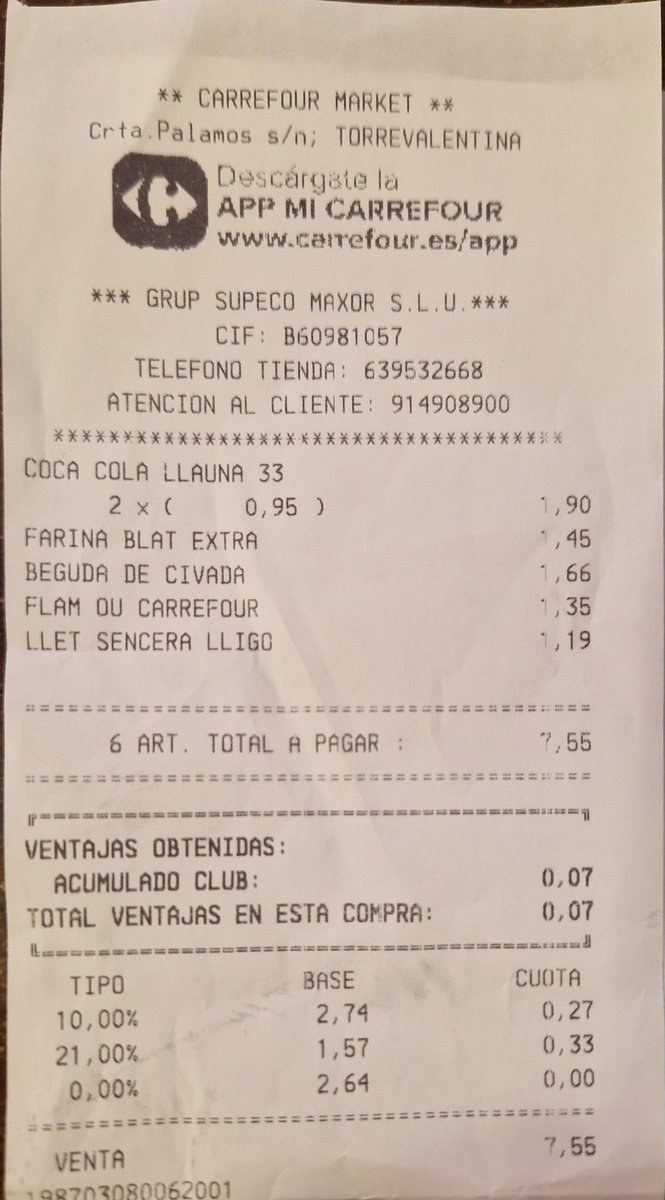 ** CARREFOUR MARKET **
Crta.Palamos s/n; TORREVALENTINA
Descárgate la
APP MI CARREFOUR
www.carrefour.es/app
*** GRUP SUPECO MAXOR S.L.U.***
CIF: B60981057
TELEFONO TIENDA: 639532668
ATENCION AL CLIENTE: 914908900
*************************************
COCA COLA LLAUNA 33
2 x ( 0,95 ) 1,90
FARINA BLAT EXTRA 1,45
BEGUDA DE CIVADA 1,66
FLAM OU CARREFOUR 1,35
LLET SENCERA LLIGO 1,19
========================================
6 ART. TOTAL A PAGAR : 7,55
========================================
VENTAJAS OBTENIDAS:
ACUMULADO CLUB: 0,07
TOTAL VENTAJAS EN ESTA COMPRA: 0,07
TIPO BASE CUOTA
10,00% 2,74 0,27
21,00% 1,57 0,33
0,00% 2,64 0,00
========================================
VENTA 7,55
198703080062001